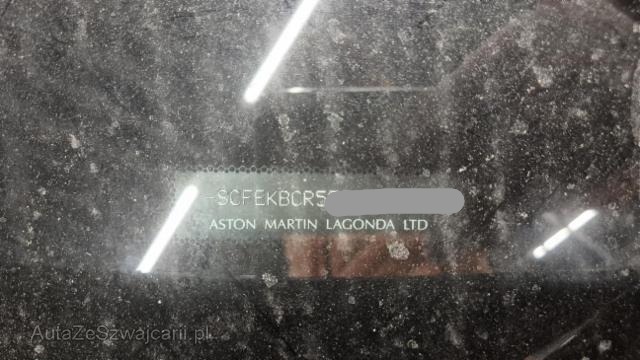 -SCFEKBCR5
ASTON MARTIN LAGONDA LTD
AutaZeSzwajcarii.pl